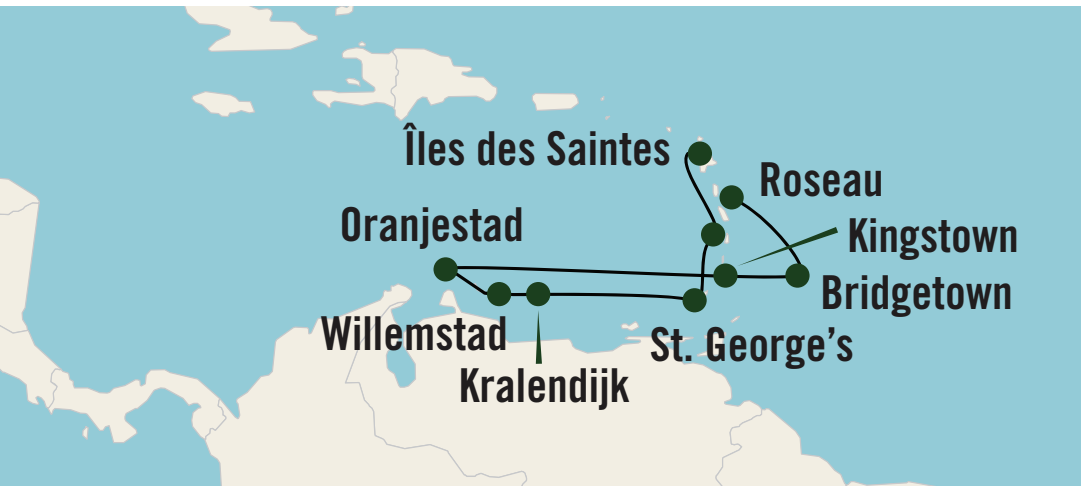 Îles des Saintes
Roseau
Oranjestad
Kingstown
Bridgetown
Willemstad
St. George’s
Kralendijk